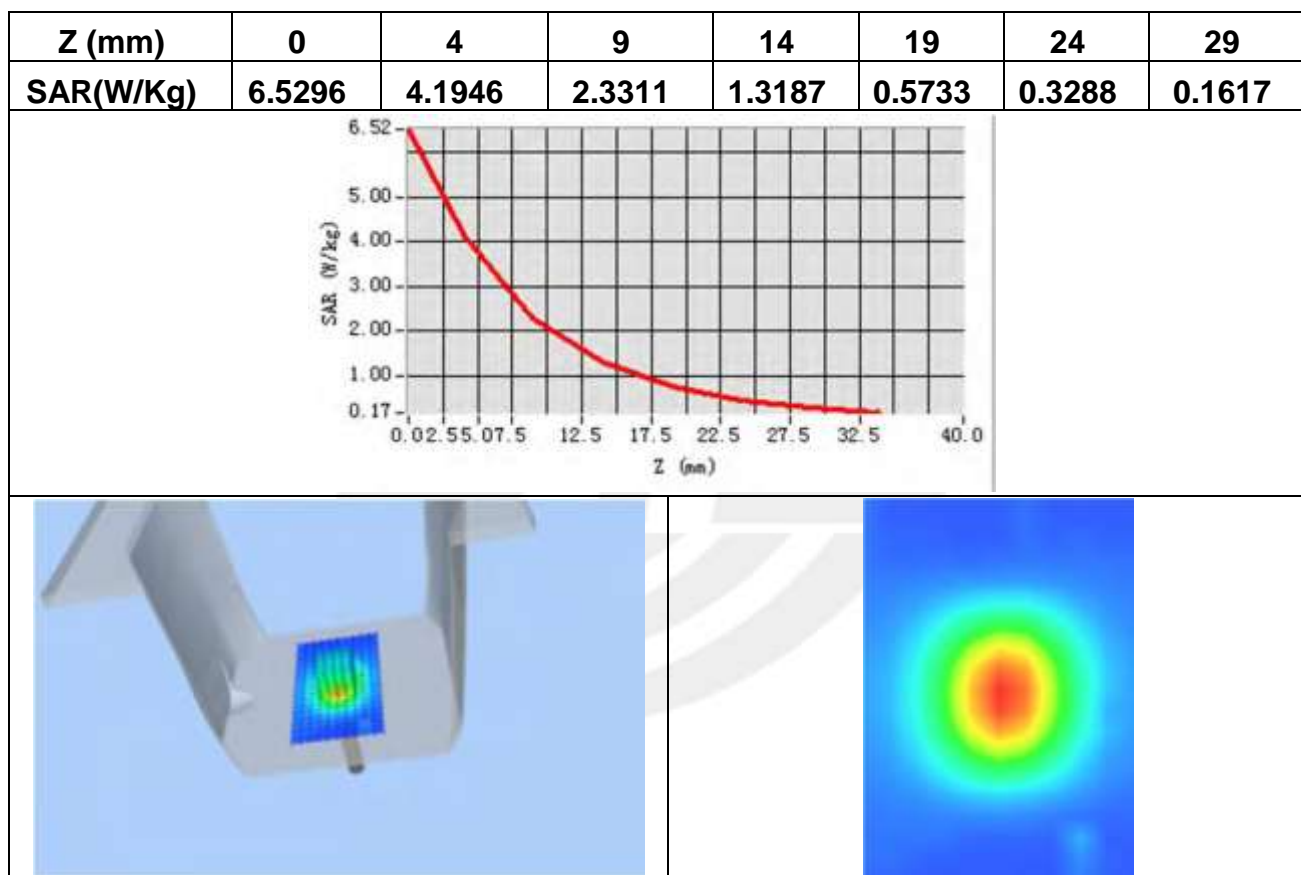 Z (mm) 0 4 9 14 19 24 29
SAR(W/Kg) 6.5296 4.1946 2.3311 1.3187 0.5733 0.3288 0.1617
6.52
5.00
4.00
3.00
2.00
1.00
0.17
SAR (W/kg)
0.0 2.5 5.0 7.5 12.5 17.5 22.5 27.5 32.5 40.0
Z (mm)